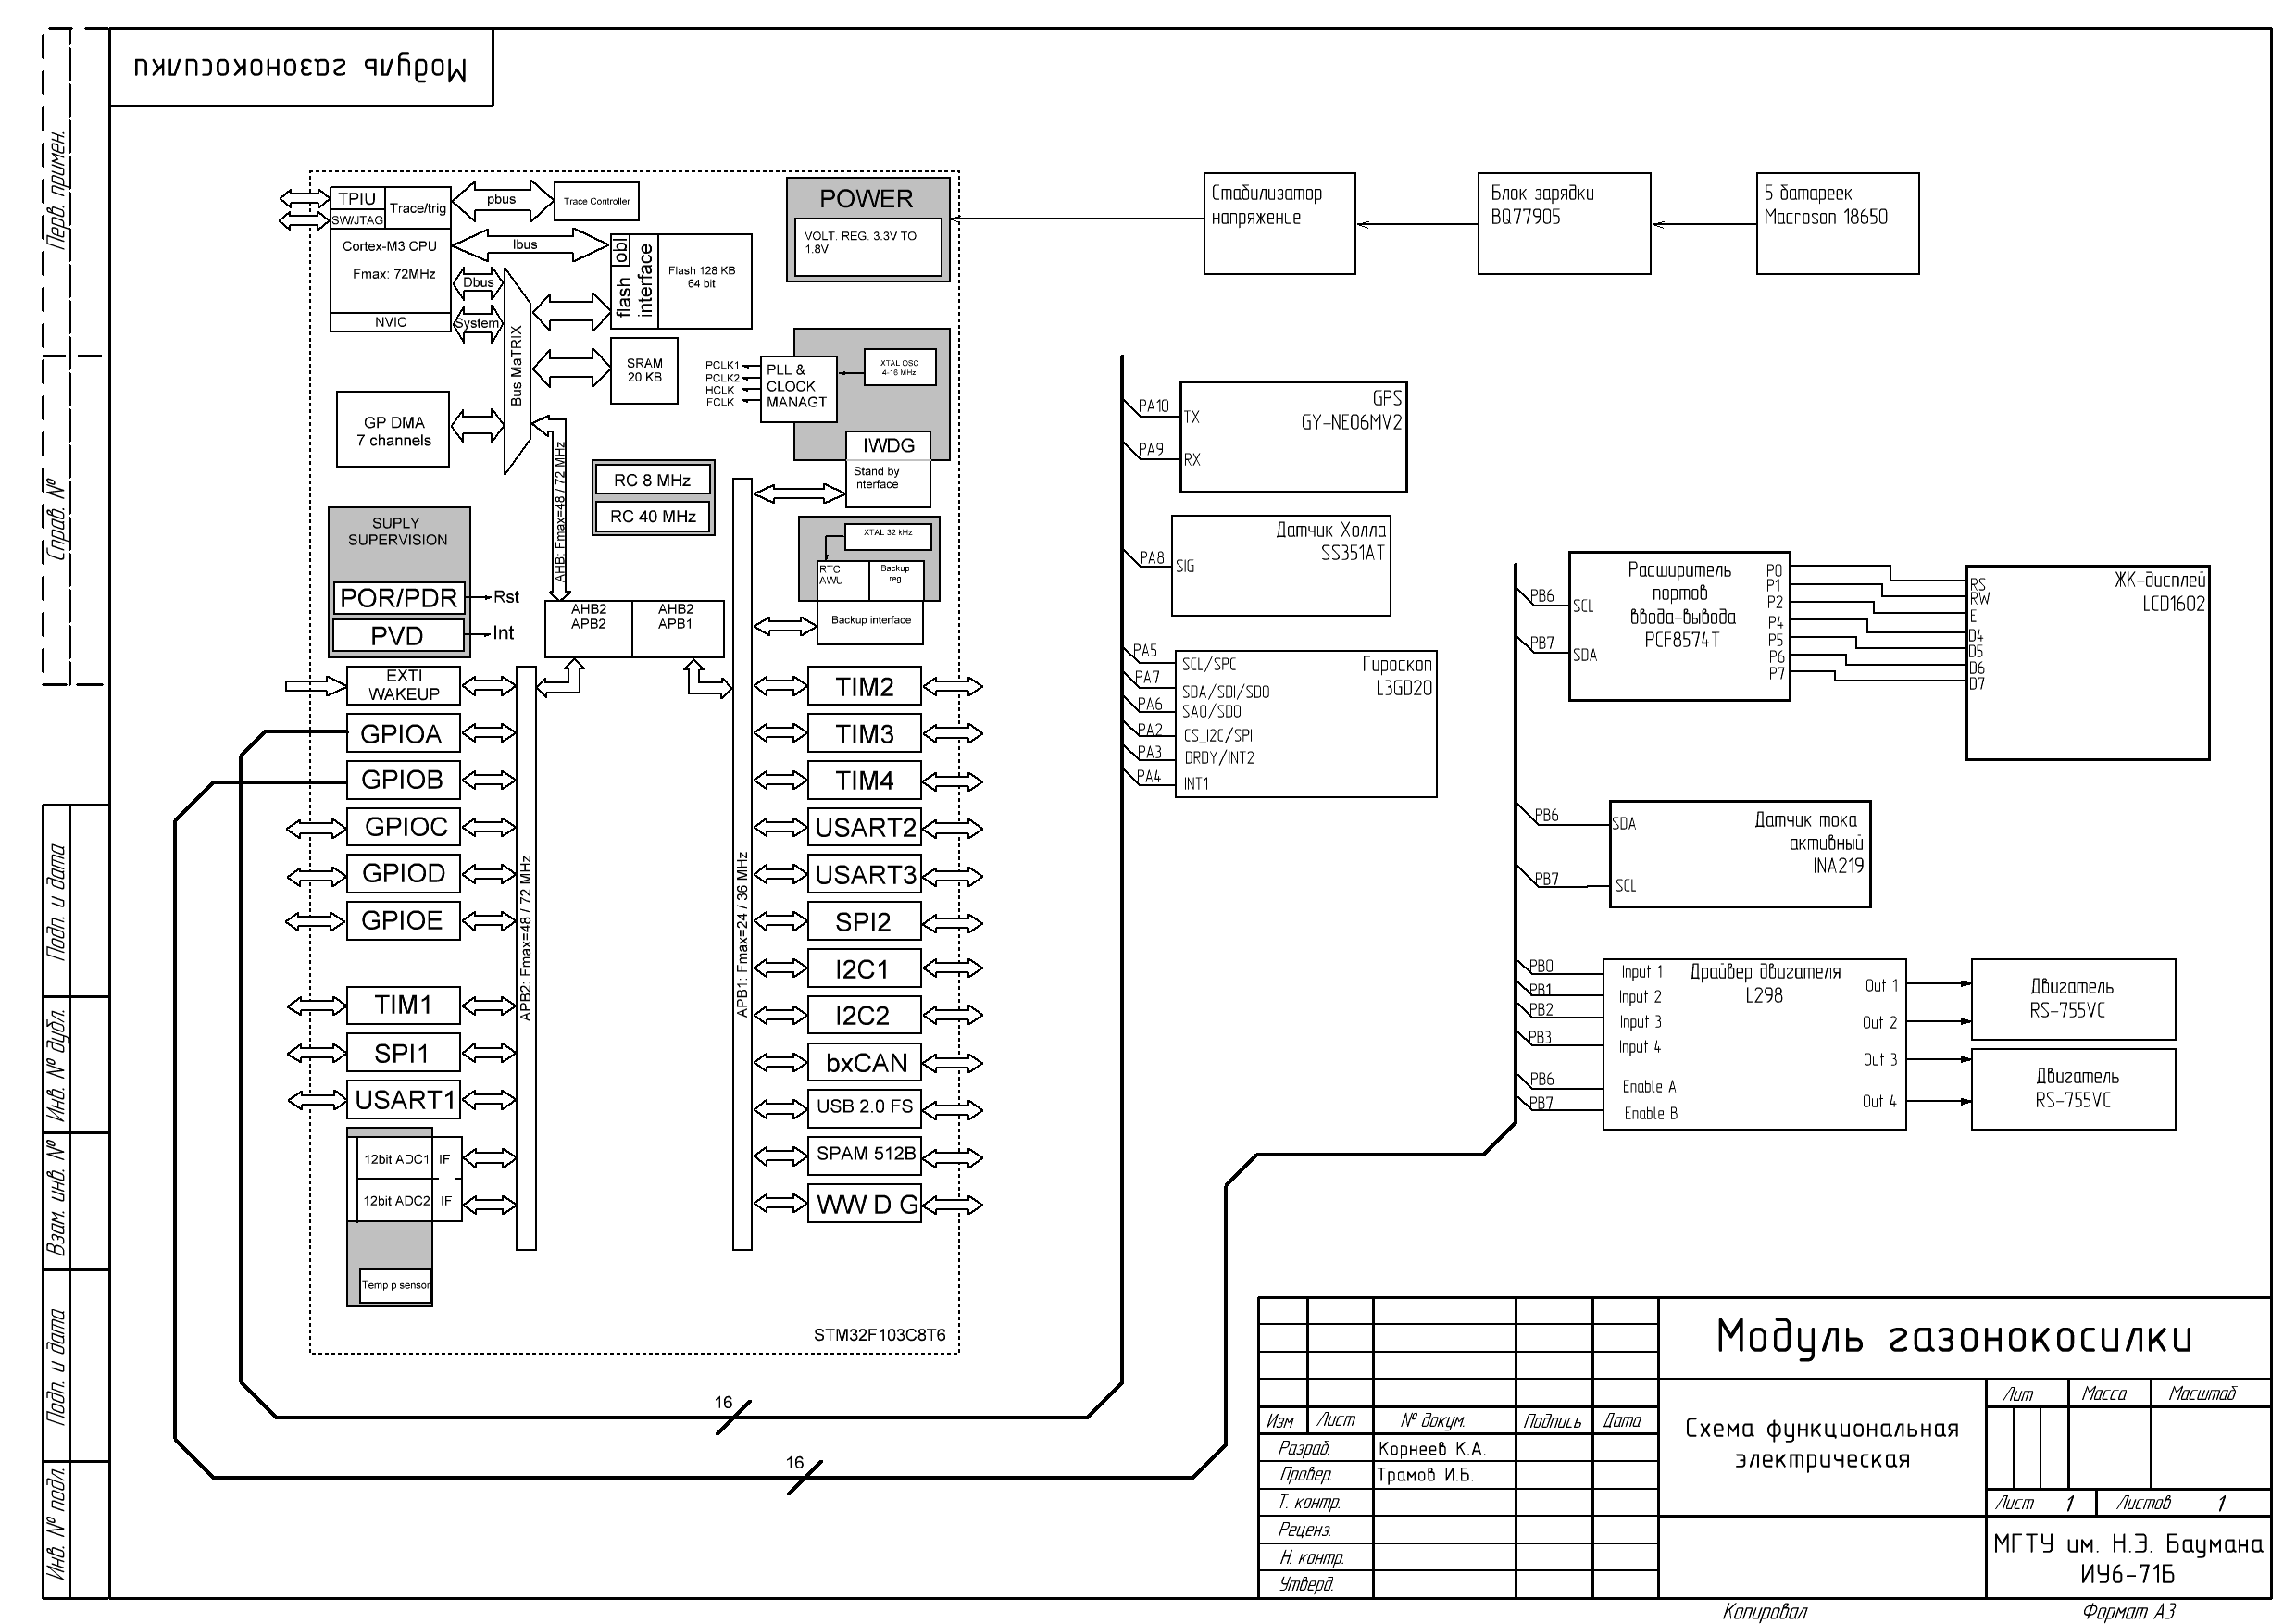 Модуль газонокосилки
Перв. примен.
Справ. №
Подп. и дата
Инв. № дубл.
Взам. инв. №
Подп. и дата
Инв. № подл.
TPIU
SW/JTAG
Trace/trig
Cortex-M3 CPU
Fmax: 72MHz
NVIC
pbus
Trace Controller
Ibus
Dbus
System
Bus MaTRIX
flash obl
interface
Flash 128 KB
64 bit
SRAM
20 KB
GP DMA
7 channels
POWER
VOLT. REG. 3.3V TO
1.8V
PCLK1
PCLK2
HCLK
FCLK
PLL &
CLOCK
MANAGT
XTAL OSC
4-16 MHz
IWDG
Stand by
interface
RC 8 MHz
RC 40 MHz
AHB: Fmax=48 / 72 MHz
SUPLY
SUPERVISION
POR/PDR
Rst
PVD
Int
XTAL 32 kHz
RTC
AWU
Backup
reg
Backup interface
AHB2
APB2
AHB2
APB1
EXTI
WAKEUP
GPIOA
GPIOB
GPIOC
GPIOD
GPIOE
TIM1
SPI1
USART1
12bit ADC1 IF
12bit ADC2 IF
Temp p sensor
APB2: Fmax=48 / 72 MHz
APB1: Fmax=24 / 36 MHz
TIM2
TIM3
TIM4
USART2
USART3
SPI2
I2C1
I2C2
bxCAN
USB 2.0 FS
SPAM 512B
WW D G
STM32F103C8T6
16
16
Стабилизатор
напряжение
Блок зарядки
BQ77905
5 батареек
Macroson 18650
PA10
TX
PA9
RX
GPS
GY-NE06MV2
PA8
SIG
Датчик Холла
SS351AT
PA5
SCL/SPC
PA7
SDA/SDI/SDO
PA6
SAO/SDO
PA2
CS_I2C/SPI
PA3
DRDY/INT2
PA4
INT1
Гироскоп
L3GD20
PB6
SCL
PB7
SDA
Расширитель
портов
ввода-вывода
PCF8574T
P0
P1
P2
P4
P5
P6
P7
RS
RW
E
D4
D5
D6
D7
ЖК-дисплей
LCD1602
PB6
SDA
PB7
SCL
Датчик тока
активный
INA219
PB0
Input 1
PB1
Input 2
PB2
Input 3
PB3
Input 4
PB6
Enable A
PB7
Enable B
Драйвер двигателя
L298
Out 1
Out 2
Out 3
Out 4
Двигатель
RS-755VC
Двигатель
RS-755VC
Модуль газонокосилки
Схема функциональная
электрическая
Лит Масса Масштаб
Изм Лист № докум. Подпись Дата
Разраб. Корнеев К.А.
Провер. Трамов И.Б.
Т. контр.
Реценз.
Н. контр.
Утверд.
Лист 1 Листов 1
МГТУ им. Н.Э. Баумана
ИУ6-71Б
Копировал Формат А3